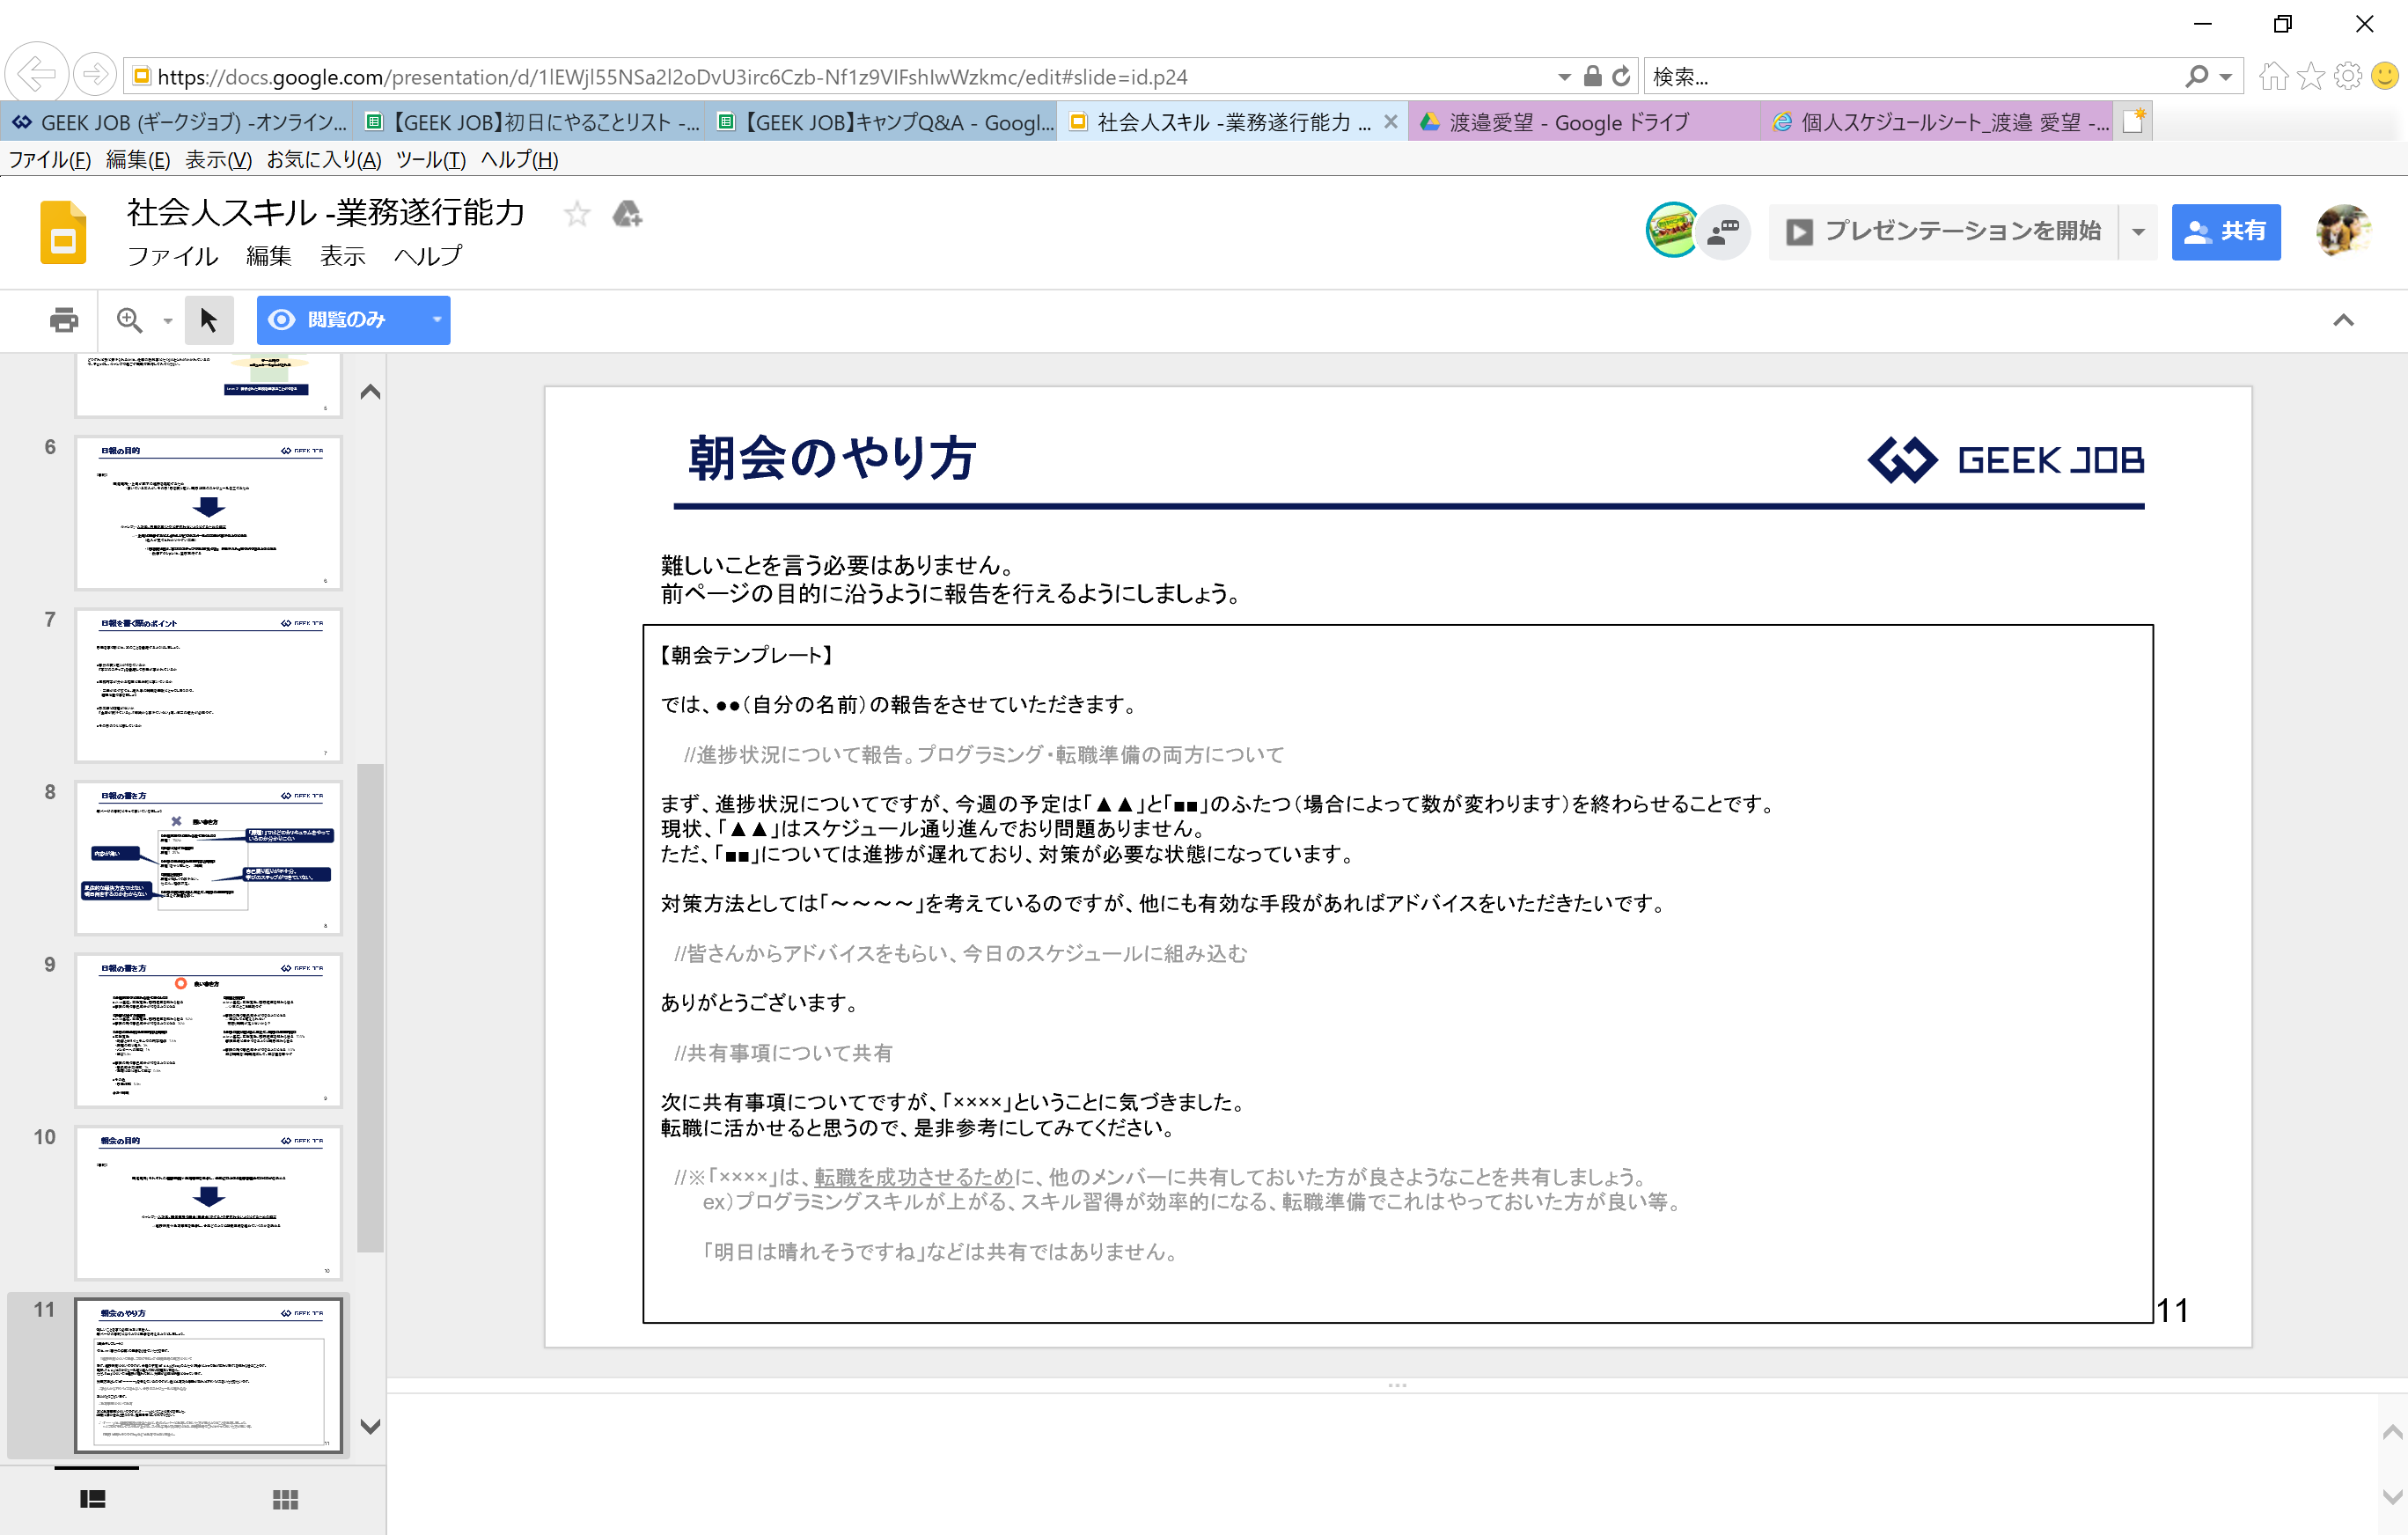 https://docs.google.com/presentation/d/1lEWjl55NSa2l2oDvU3irc6Czb-Nf1z9VIFshlwWzkmc/edit#slide=id.p24
検索...
GEEK JOB (ギークジョブ) -オンライン...
【GEEK JOB】初日にやることリスト -...
【GEEK JOB】キャンプQ&A - Googl...
社会人スキル -業務遂行能力 ...
渡邉愛望 - Google ドライブ
個人スケジュールシート_渡邉 愛望 -...
ファイル(F) 編集(E) 表示(V) お気に入り(A) ツール(T) ヘルプ(H)
社会人スキル -業務遂行能力
ファイル 編集 表示 ヘルプ
プレゼンテーションを開始
共有
閲覧のみ
6
日報の目的
GEEK JOB
7
日報を書く際のポイント
GEEK JOB
8
日報の書き方
GEEK JOB
悪い書き方
9
日報の書き方
GEEK JOB
良い書き方
10
朝会の目的
GEEK JOB
11
朝会のやり方
GEEK JOB
朝会のやり方
GEEK JOB
難しいことを言う必要はありません。
前ページの目的に沿うように報告を行えるようにしましょう。
【朝会テンプレート】
では、●●（自分の名前）の報告をさせていただきます。
//進捗状況について報告。プログラミング・転職準備の両方について
まず、進捗状況についてですが、今週の予定は「▲▲」と「■■」のふたつ（場合によって数が変わります）を終わらせることです。
現状、「▲▲」はスケジュール通り進んでおり問題ありません。
ただ、「■■」については進捗が遅れており、対策が必要な状態になっています。
対策方法としては「～～～～」を考えているのですが、他にも有効な手段があればアドバイスをいただきたいです。
//皆さんからアドバイスをもらい、今日のスケジュールに組み込む
ありがとうございます。
//共有事項について共有
次に共有事項についてですが、「××××」ということに気づきました。
転職に活かせると思うので、是非参考にしてみてください。
//※「××××」は、転職を成功させるために、他のメンバーに共有しておいた方が良さようなことを共有しましょう。
ex）プログラミングスキルが上がる、スキル習得が効率的になる、転職準備でこれはやっておいた方が良い等。
「明日は晴れそうですね」などは共有ではありません。
11